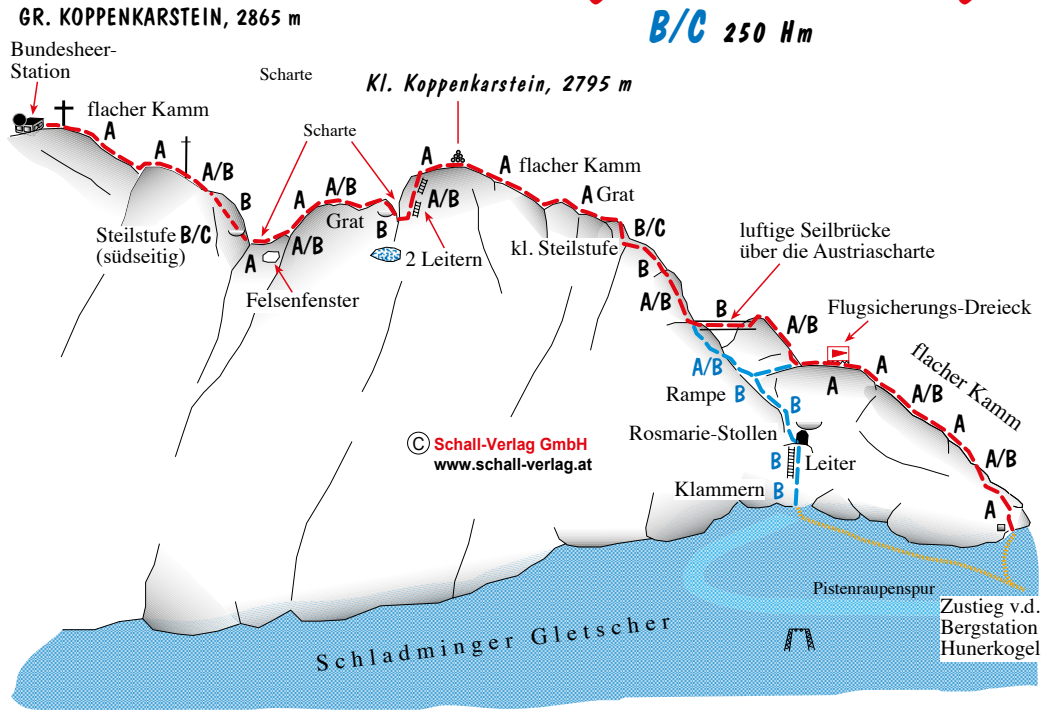 GR. KOPPENKARSTEIN, 2865 m
B/C 250 Hm
Bundesheer-
Station
Scharte
Kl. Koppenkarstein, 2795 m
flacher Kamm
A
Scharte
A
A/B
B
Steilstufe B/C
(südseitig)
A
Felsenfenster
A
A/B
A/B
Grat
B
2 Leitern
A
A/B
A
flacher Kamm
A Grat
B/C
kl. Steilstufe
B
A/B
luftige Seilbrücke
über die Austriascharte
B
A/B
Flugsicherungs-Dreieck
flacher Kamm
A
A
A/B
A
A/B
A
A/B
Rampe B
B
Rosmarie-Stollen
B
Leiter
Klammern B
© Schall-Verlag GmbH
www.schall-verlag.at
Pistenraupenspur
Zustieg v.d.
Bergstation
Hunerkogel
Schladminger Gletscher